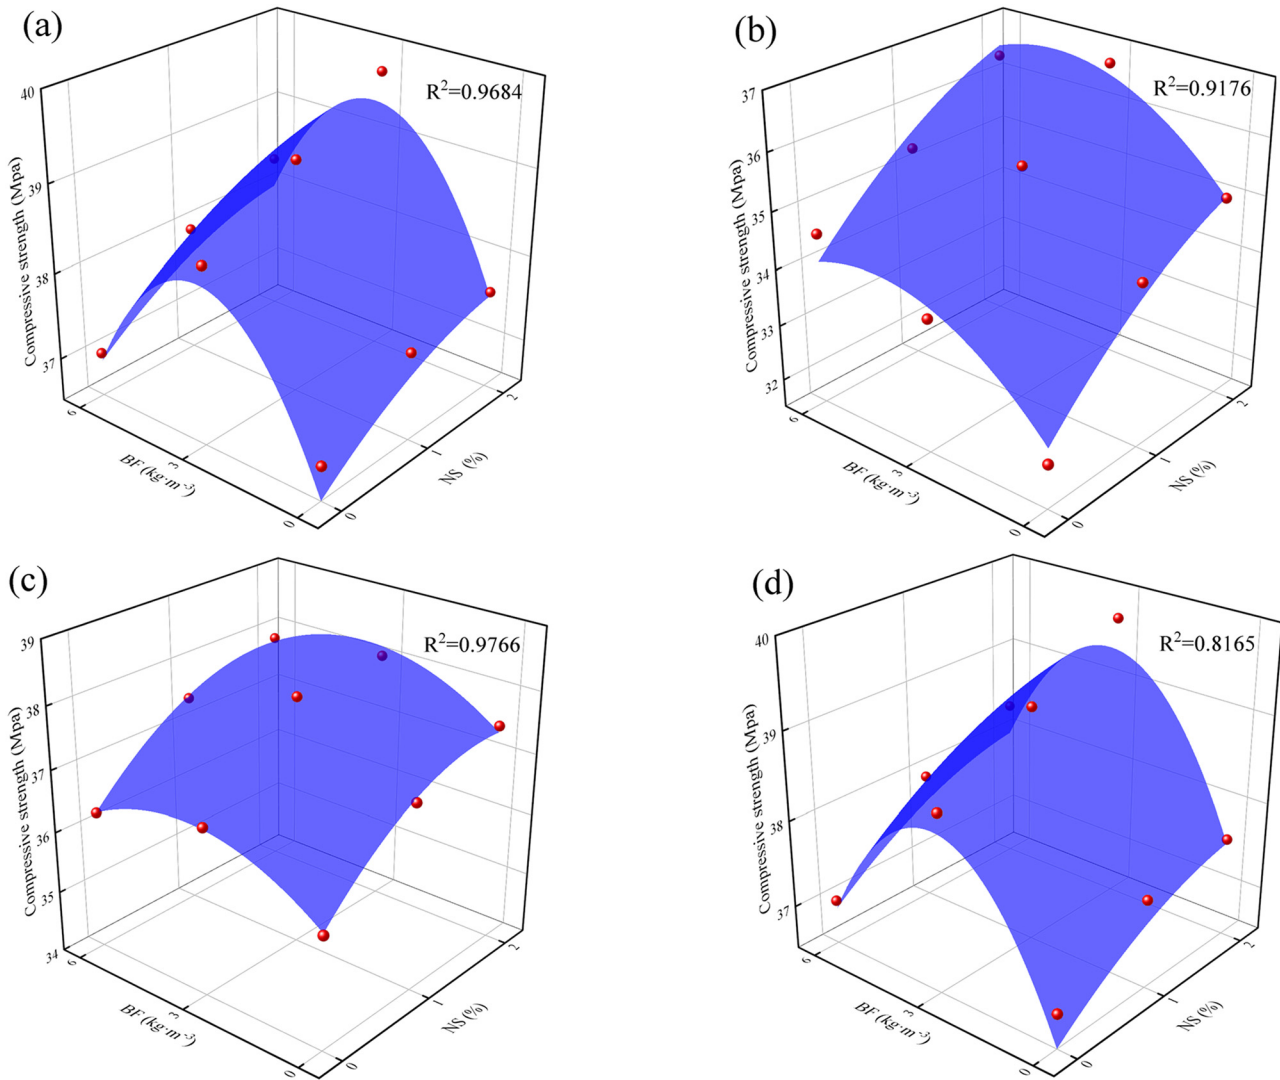 (a)
R²=0.9684
40
39
38
37
Compressive strength (Mpa)
6
3
0
BF (kg·m⁻³)
0
1
2
NS (%)
(b)
R²=0.9176
37
36
35
34
33
32
Compressive strength (Mpa)
6
3
0
BF (kg·m⁻³)
0
1
2
NS (%)
(c)
R²=0.9766
39
38
37
36
35
34
Compressive strength (Mpa)
6
3
0
BF (kg·m⁻³)
0
1
2
NS (%)
(d)
R²=0.8165
40
39
38
37
Compressive strength (Mpa)
6
3
0
BF (kg·m⁻³)
0
1
2
NS (%)